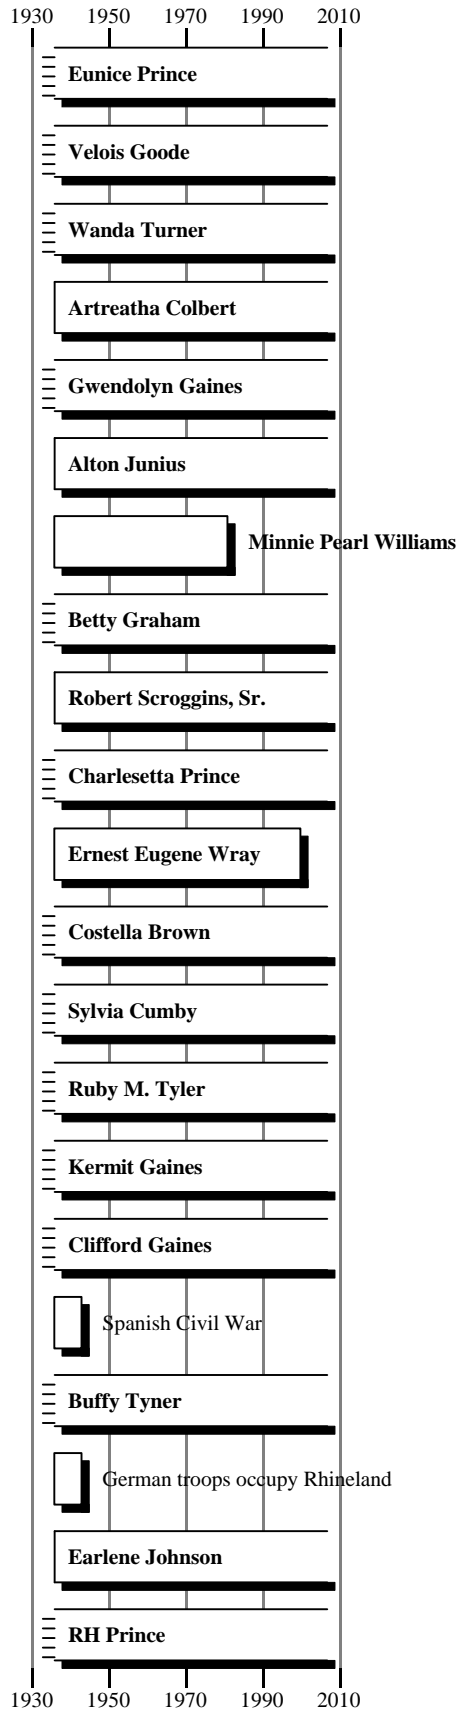 1930 1950 1970 1990 2010
Eunice Prince
Velois Goode
Wanda Turner
Artreatha Colbert
Gwendolyn Gaines
Alton Junius
Minnie Pearl Williams
Betty Graham
Robert Scroggins, Sr.
Charlesetta Prince
Ernest Eugene Wray
Costella Brown
Sylvia Cumby
Ruby M. Tyler
Kermit Gaines
Clifford Gaines
Spanish Civil War
Buffy Tyner
German troops occupy Rhineland
Earlene Johnson
RH Prince
1930 1950 1970 1990 2010